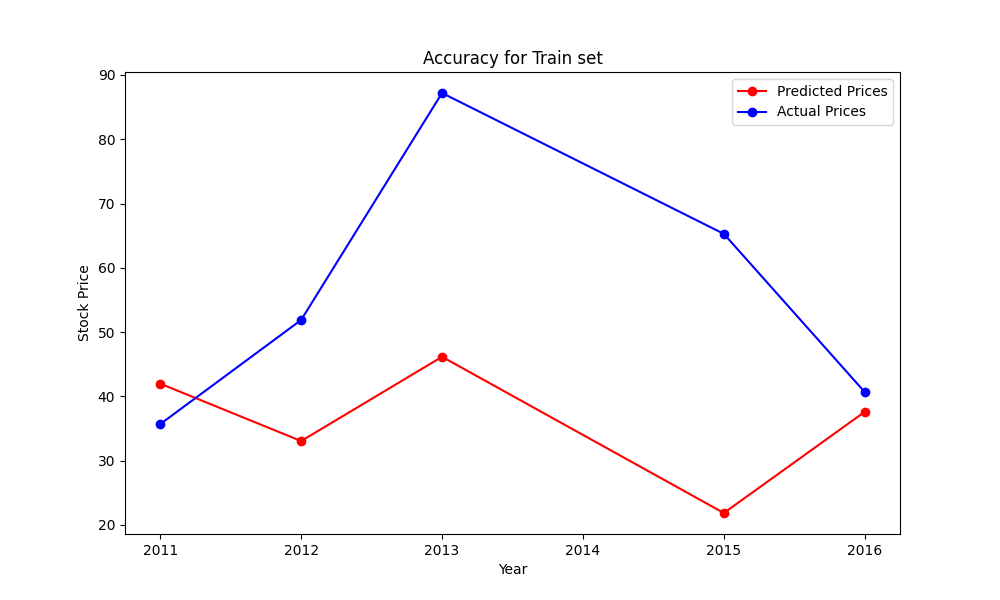 Accuracy for Train set
Predicted Prices
Actual Prices
90
80
70
60
50
40
30
20
Stock Price
2011 2012 2013 2014 2015 2016
Year